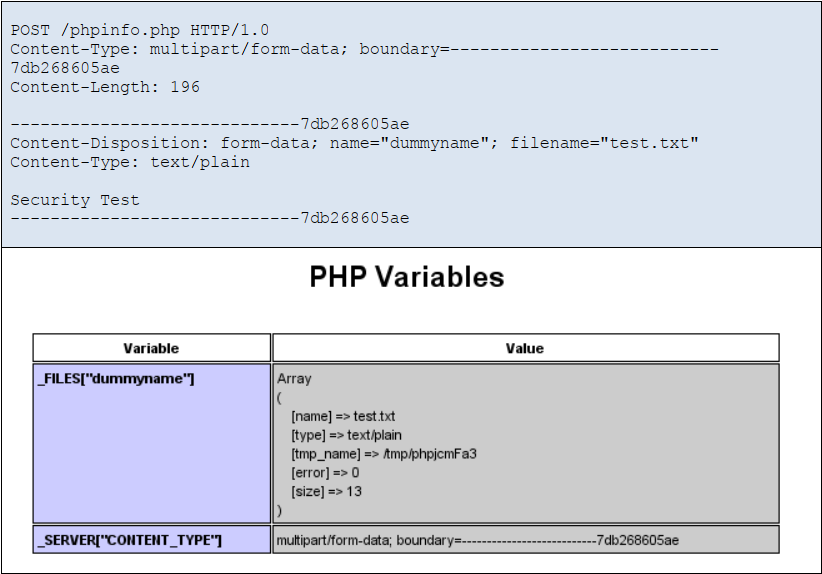 POST /phpinfo.php HTTP/1.0
Content-Type: multipart/form-data; boundary=---------------------------
7db268605ae
Content-Length: 196
-----------------------------7db268605ae
Content-Disposition: form-data; name="dummyname"; filename="test.txt"
Content-Type: text/plain
Security Test
-----------------------------7db268605ae
PHP Variables
Variable Value
_FILES["dummyname"] Array
(
[name] => test.txt
[type] => text/plain
[tmp_name] => /tmp/phpjcmFa3
[error] => 0
[size] => 13
)
_SERVER["CONTENT_TYPE"] multipart/form-data; boundary=---------------------------7db268605ae